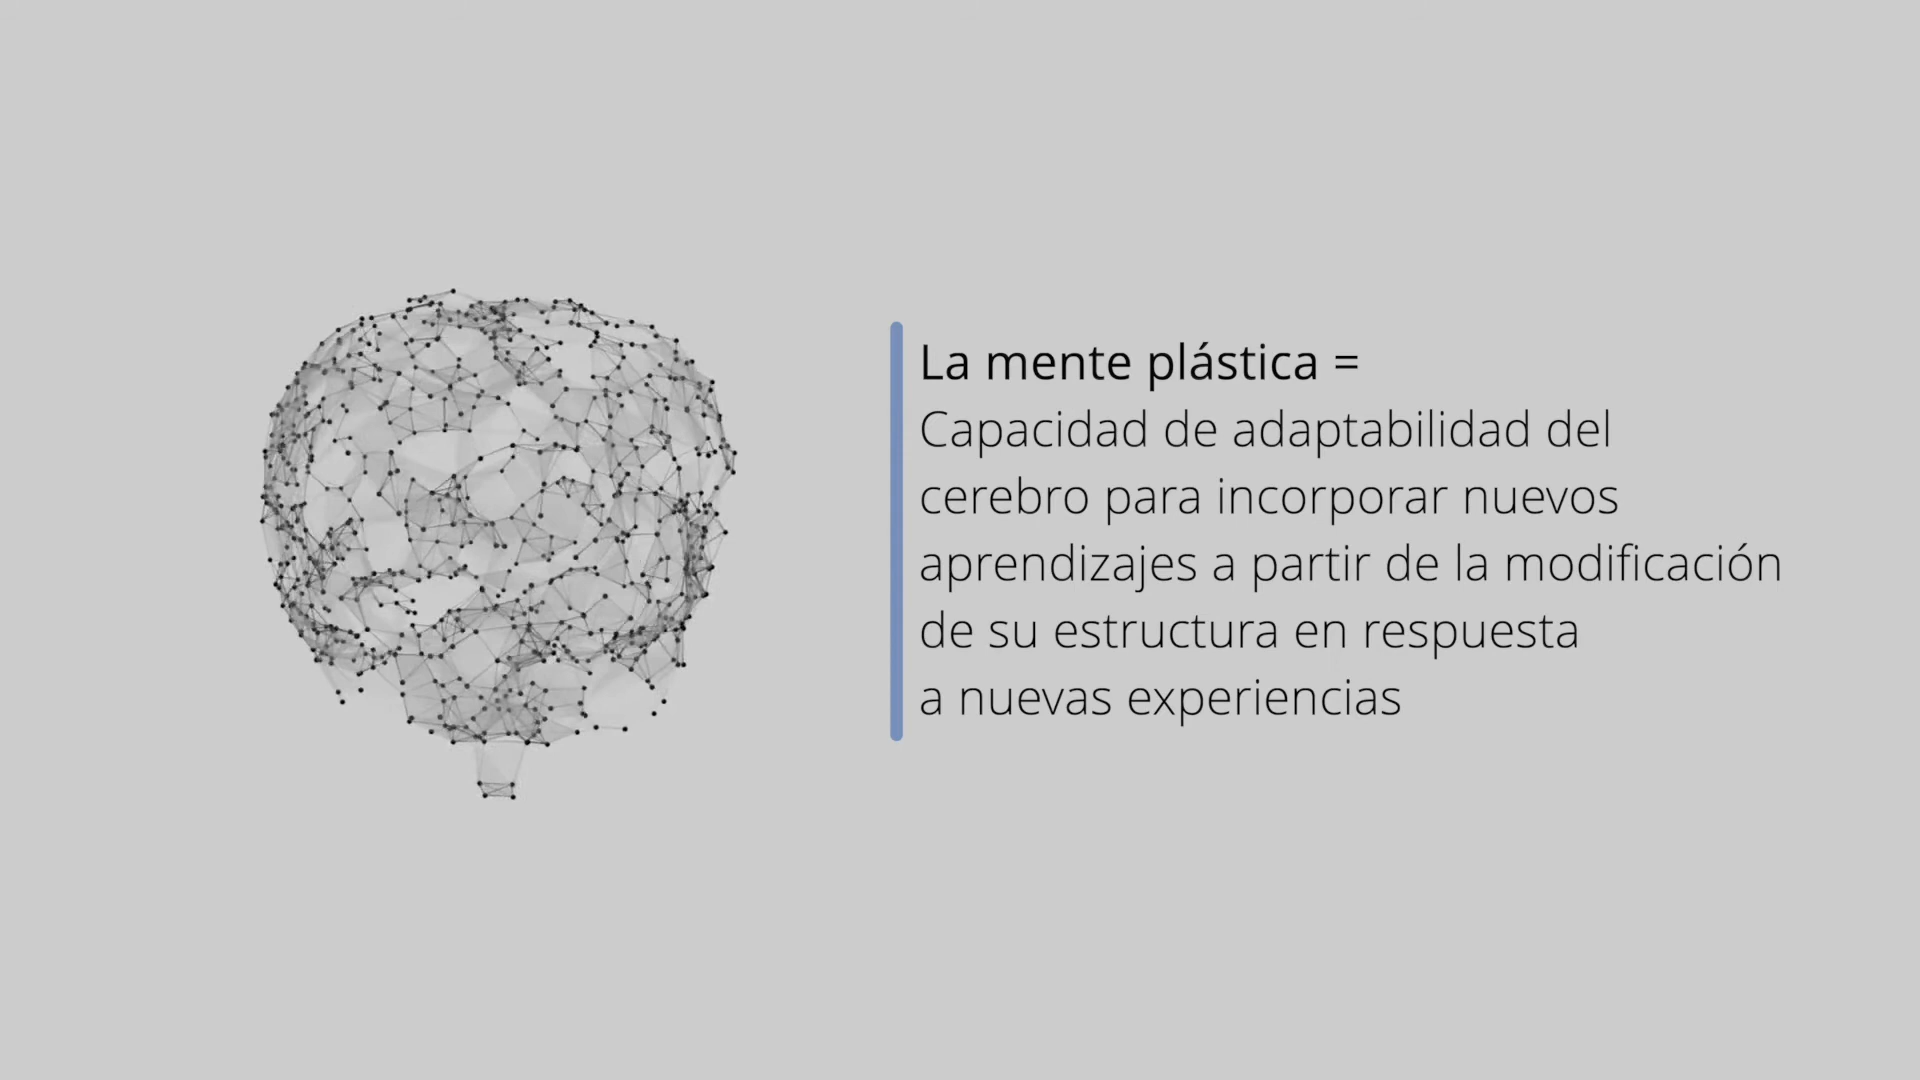 La mente plástica =
Capacidad de adaptabilidad del
cerebro para incorporar nuevos
aprendizajes a partir de la modificación
de su estructura en respuesta
a nuevas experiencias